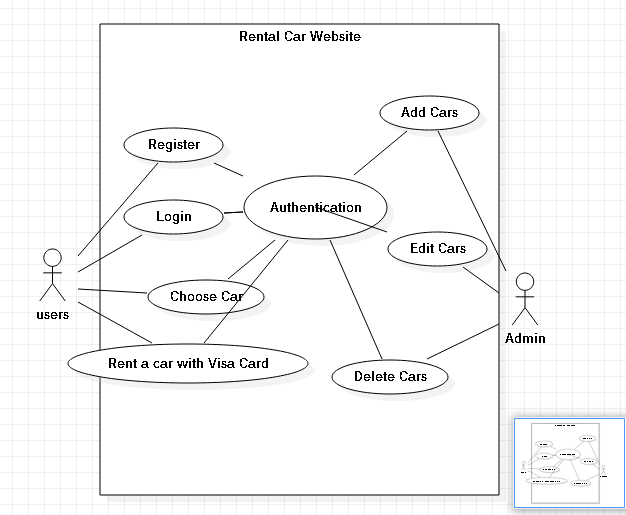 Rental Car Website
Add Cars
Register
Authentication
Login
Edit Cars
Choose Car
users
Admin
Rent a car with Visa Card
Delete Cars